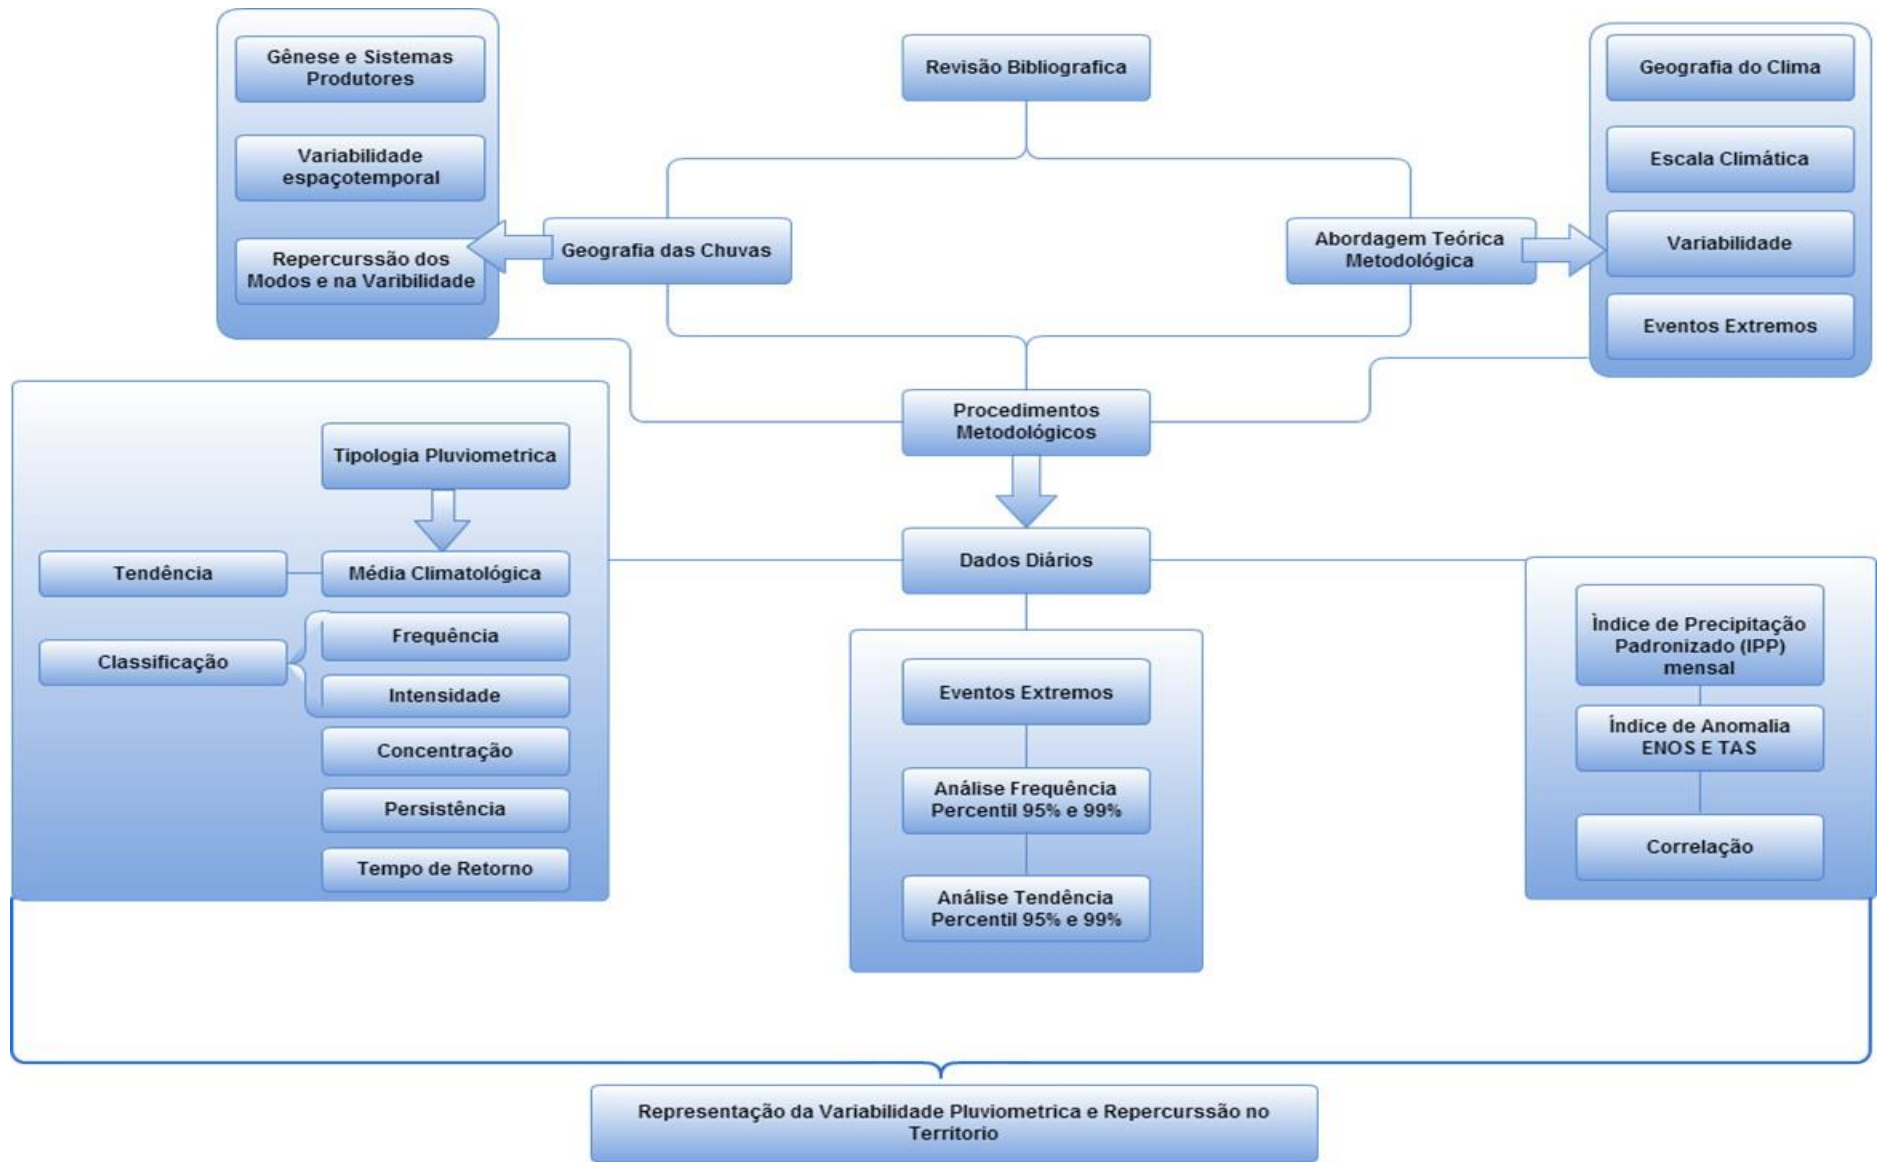 Gênese e Sistemas
Produtores
Variabilidade
espaçotemporal
Repercurssão dos
Modos e na Varibilidade
Revisão Bibliografica
Geografia das Chuvas
Abordagem Teórica
Metodológica
Geografia do Clima
Escala Climática
Variabilidade
Eventos Extremos
Procedimentos
Metodológicos
Dados Diários
Tipologia Pluviometrica
Tendência
Média Climatológica
Classificação
Frequência
Intensidade
Concentração
Persistência
Tempo de Retorno
Eventos Extremos
Análise Frequência
Percentil 95% e 99%
Análise Tendência
Percentil 95% e 99%
Ìndice de Precipitação
Padronizado (IPP)
mensal
Índice de Anomalia
ENOS E TAS
Correlação
Representação da Variabilidade Pluviometrica e Repercurssão no
Territorio